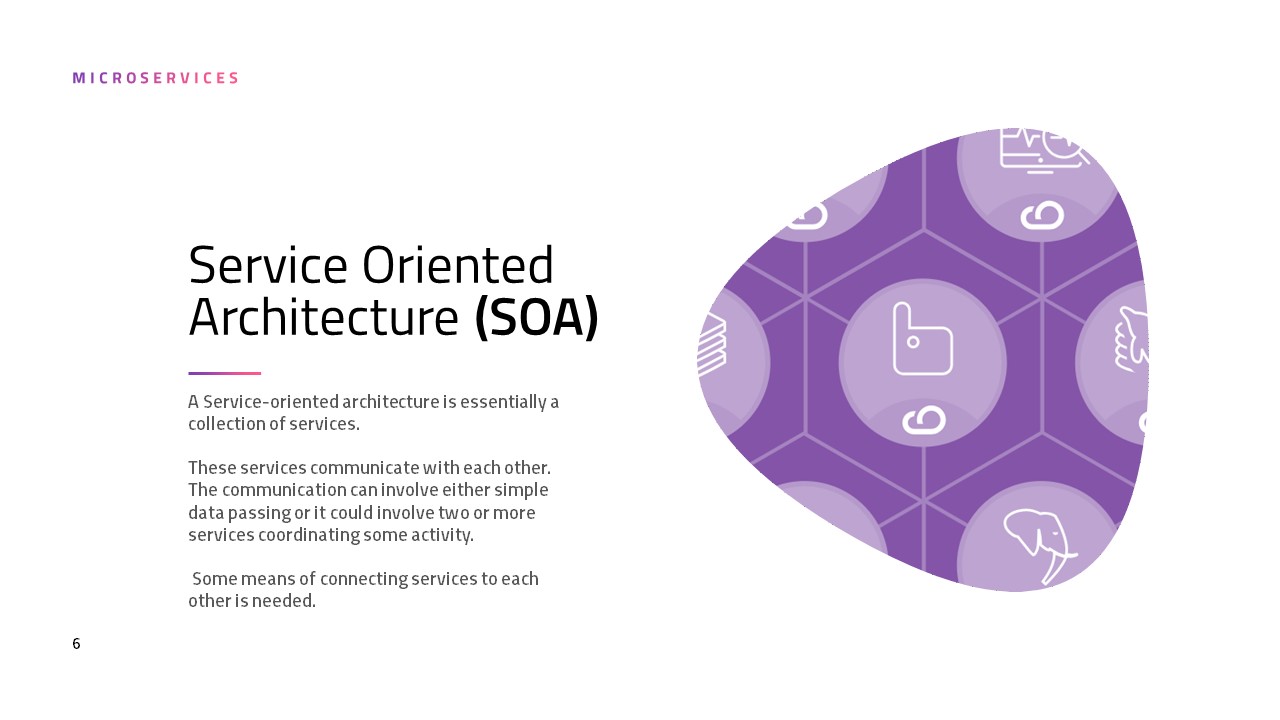 MICROSERVICES
Service Oriented
Architecture (SOA)
A Service-oriented architecture is essentially a
collection of services.
These services communicate with each other.
The communication can involve either simple
data passing or it could involve two or more
services coordinating some activity.
Some means of connecting services to each
other is needed.
6